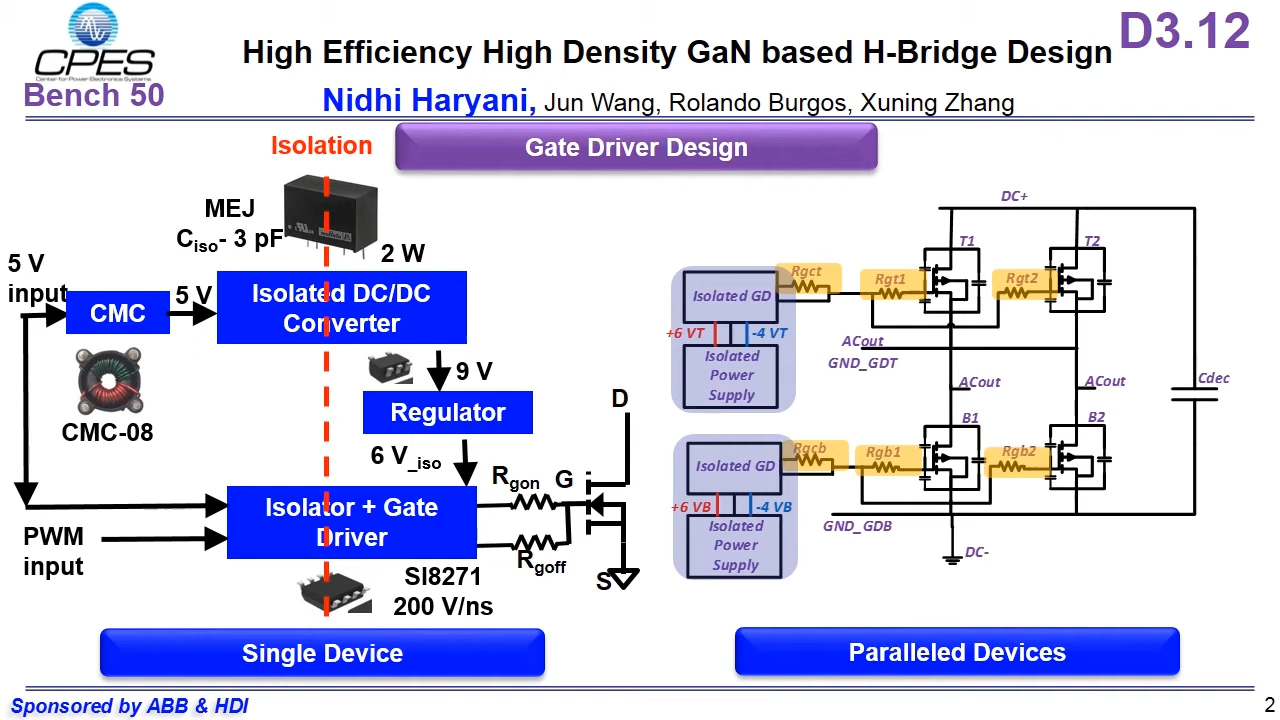 CPES
Center for Power Electronics Systems
Bench 50
High Efficiency High Density GaN based H-Bridge Design
D3.12
Nidhi Haryani, Jun Wang, Rolando Burgos, Xuning Zhang
Gate Driver Design
Isolation
MEJ
Ciso- 3 pF
2 W
5 V
input
CMC
5 V
Isolated DC/DC
Converter
CMC-08
9 V
Regulator
6 V_iso
Isolator + Gate
Driver
PWM
input
Rgon
Rgoff
G
D
S
SI8271
200 V/ns
Single Device
DC+
T1
T2
Rgct
Rgt1
Rgt2
Isolated GD
+6 VT
-4 VT
Isolated
Power
Supply
ACout
GND_GDT
ACout
ACout
Cdec
B1
B2
Rgcb
Rgb1
Rgb2
Isolated GD
+6 VB
-4 VB
Isolated
Power
Supply
GND_GDB
DC-
Paralleled Devices
Sponsored by ABB & HDI
2